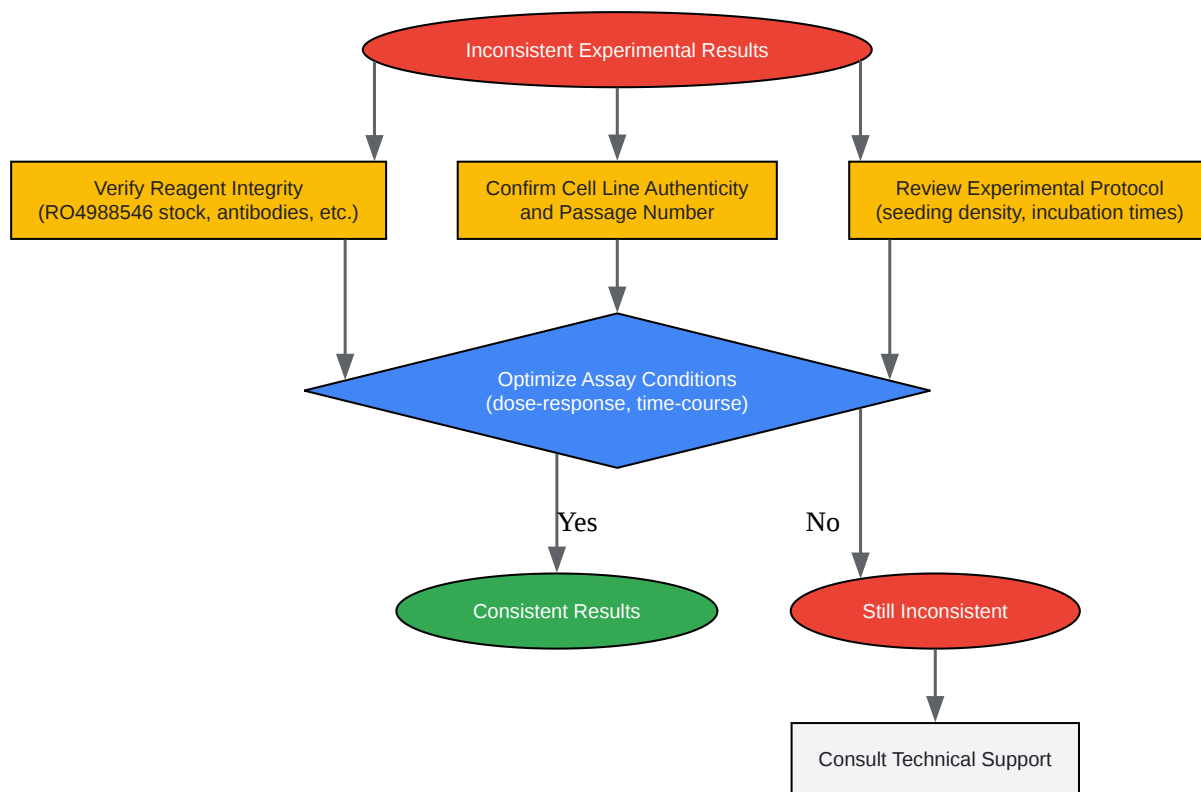 Inconsistent Experimental Results
Verify Reagent Integrity
(RO4988546 stock, antibodies, etc.)
Confirm Cell Line Authenticity
and Passage Number
Review Experimental Protocol
(seeding density, incubation times)
Optimize Assay Conditions
(dose-response, time-course)
Yes
No
Consistent Results
Still Inconsistent
Consult Technical Support